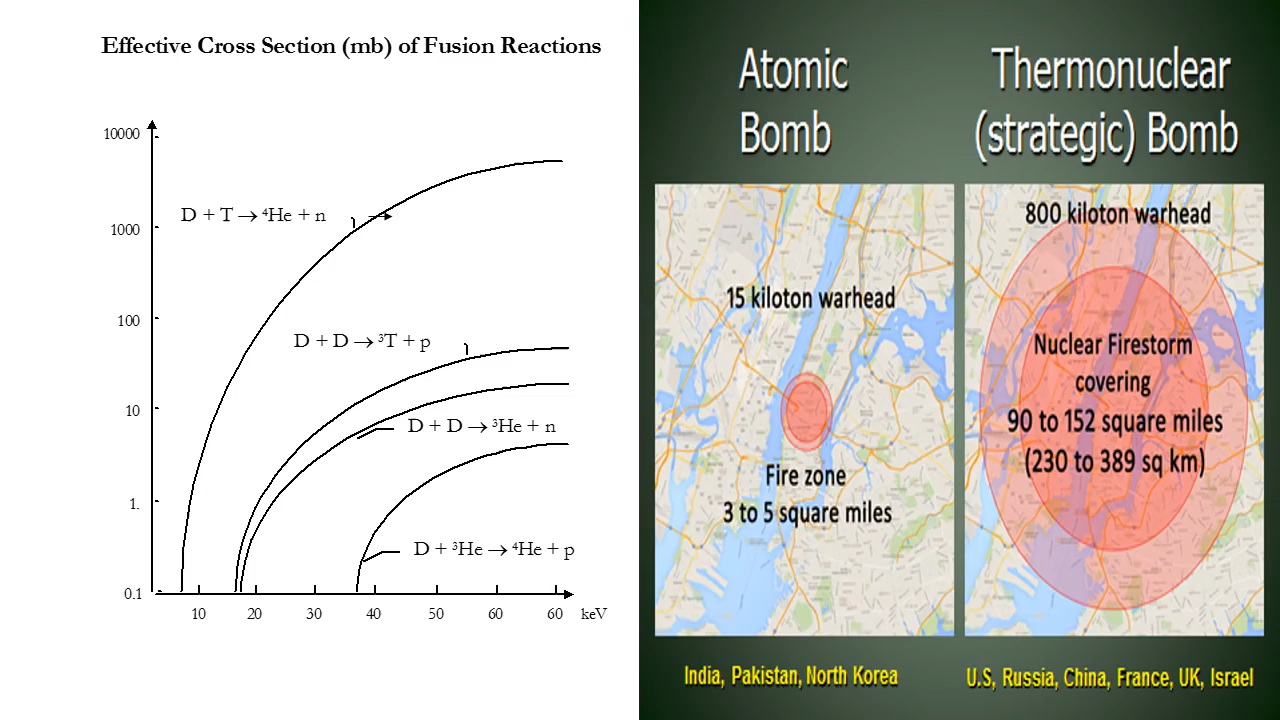 Effective Cross Section (mb) of Fusion Reactions
10000
1000
100
10
1.
0.1
D + T → ⁴He + n
D + D → ³T + p
D + D → ³He + n
D + ³He → ⁴He + p
10 20 30 40 50 60 60 keV
Atomic
Bomb
15 kiloton warhead
Fire zone
3 to 5 square miles
India, Pakistan, North Korea
Thermonuclear
(strategic) Bomb
800 kiloton warhead
Nuclear Firestorm
covering
90 to 152 square miles
(230 to 389 sq km)
U.S, Russia, China, France, UK, Israel